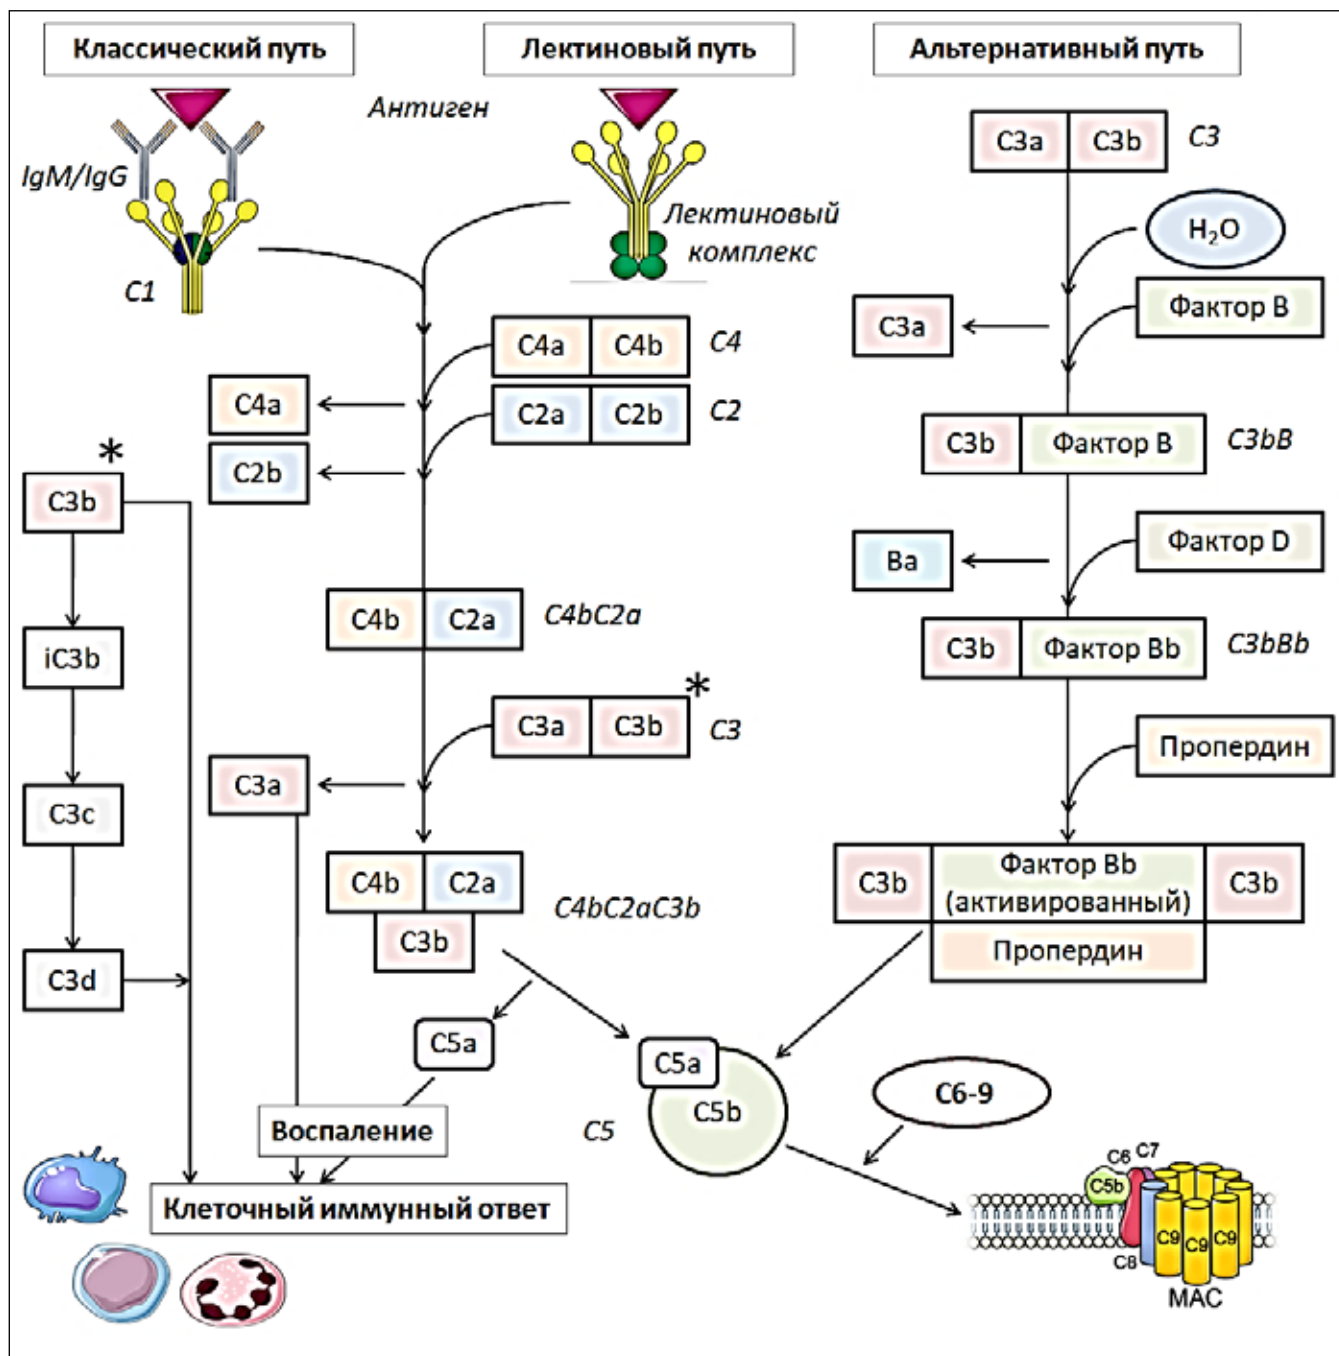 Классический путь
Лектиновый путь
Альтернативный путь
Антиген
IgM/IgG
C1
Лектиновый
комплекс
C3a
C3b
C3
H₂O
Фактор B
C3a
C4a
C4b
C4
C4a
C2a
C2b
C2
C2b
*
C3b
C3b
Фактор B
C3bB
Фактор D
Ba
C4b
C2a
C4bC2a
C3b
Фактор Bb
C3bBb
iC3b
*
C3a
C3b
C3
Пропердин
C3a
C3c
C4b
C2a
C3b
C4bC2aC3b
C3b
Фактор Bb
(активированный)
C3b
Пропердин
C3d
C5a
C5a
C5b
C5
C6-9
Воспаление
Клеточный иммунный ответ
C6
C7
C5b
C8
C9
C9
C9
MAC